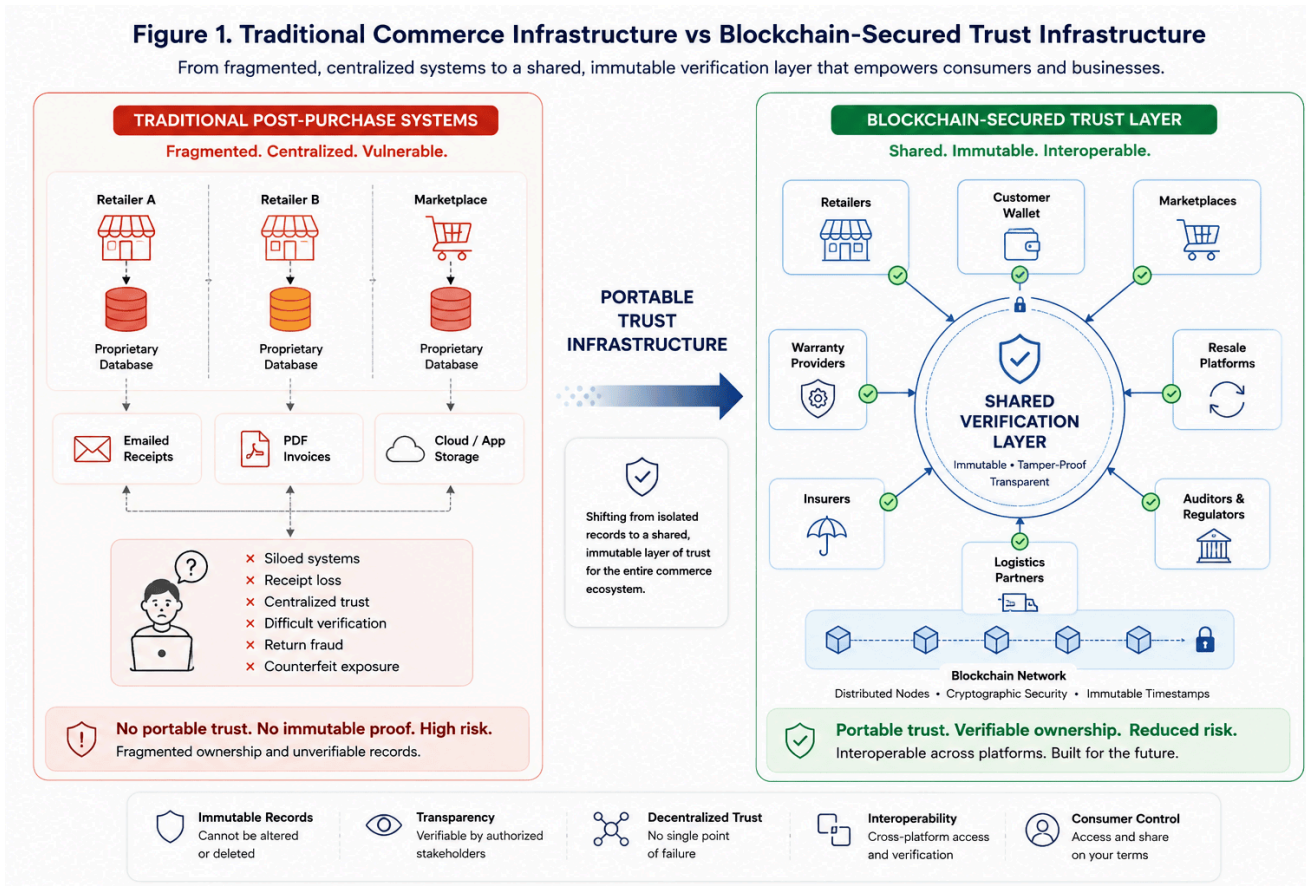 Figure 1. Traditional Commerce Infrastructure vs Blockchain-Secured Trust Infrastructure
From fragmented, centralized systems to a shared, immutable verification layer that empowers consumers and businesses.
TRADITIONAL POST-PURCHASE SYSTEMS
Fragmented. Centralized. Vulnerable.
Retailer A
Retailer B
Marketplace
Proprietary
Database
Proprietary
Database
Proprietary
Database
Emailed
Receipts
PDF
Invoices
Cloud / App
Storage
?
× Siloed systems
× Receipt loss
× Centralized trust
× Difficult verification
× Return fraud
× Counterfeit exposure
No portable trust. No immutable proof. High risk.
Fragmented ownership and unverifiable records.
PORTABLE
TRUST
INFRASTRUCTURE
Shifting from isolated
records to a shared,
immutable layer of trust
for the entire commerce
ecosystem.
BLOCKCHAIN-SECURED TRUST LAYER
Shared. Immutable. Interoperable.
Retailers
Customer
Wallet
Marketplaces
Warranty
Providers
Resale
Platforms
SHARED
VERIFICATION
LAYER
Immutable • Tamper-Proof
Transparent
Insurers
Auditors &
Regulators
Logistics
Partners
Blockchain Network
Distributed Nodes • Cryptographic Security • Immutable Timestamps
Portable trust. Verifiable ownership. Reduced risk.
Interoperable across platforms. Built for the future.
Immutable Records
Cannot be altered
or deleted
Transparency
Verifiable by authorized
stakeholders
Decentralized Trust
No single point
of failure
Interoperability
Cross-platform access
and verification
Consumer Control
Access and share
on your terms